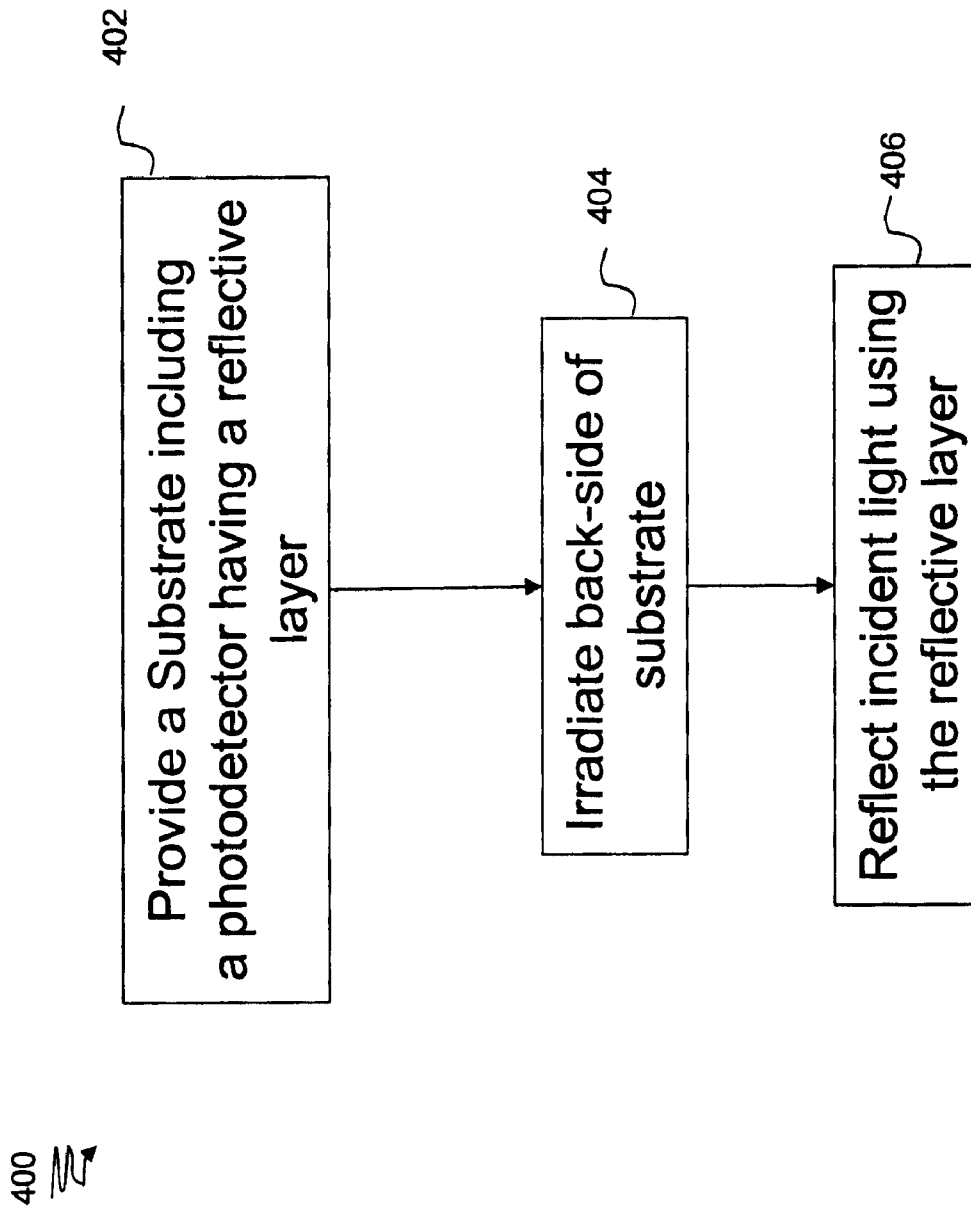 400
402
Provide a Substrate including
a photodetector having a reflective
layer
404
Irradiate back-side of
substrate
406
Reflect incident light using
the reflective layer